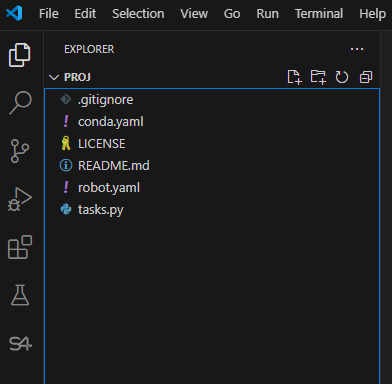 File Edit Selection View Go Run Terminal Help
EXPLORER
PROJ
.gitignore
! conda.yaml
LICENSE
README.md
! robot.yaml
tasks.py
S4